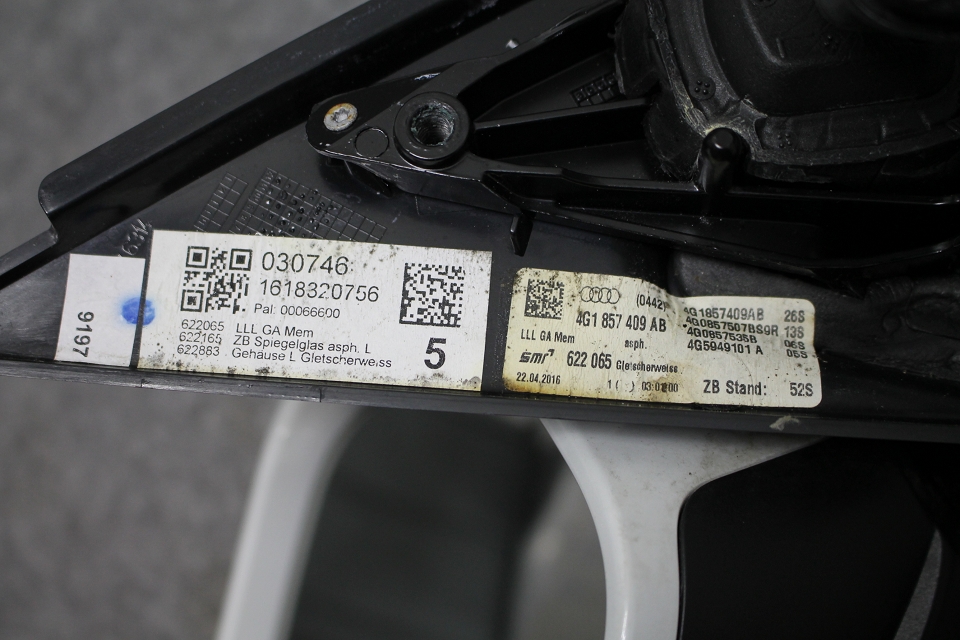 9197
030746
1618320756
Pal: 00066600
622065 LLL GA Mem
622165 ZB Spiegelglas asph. L
622883 Gehäuse L Gletscherweiss
5
(0442)
4G1 857 409 AB
LLL GA Mem asph.
smr 622 065 Gletscherweiss
22.04.2016
4G1857409AB 26S
4G0857507BS9R 13S
4G0857535B 06S
4G5949101 A 05S
ZB Stand: 52S